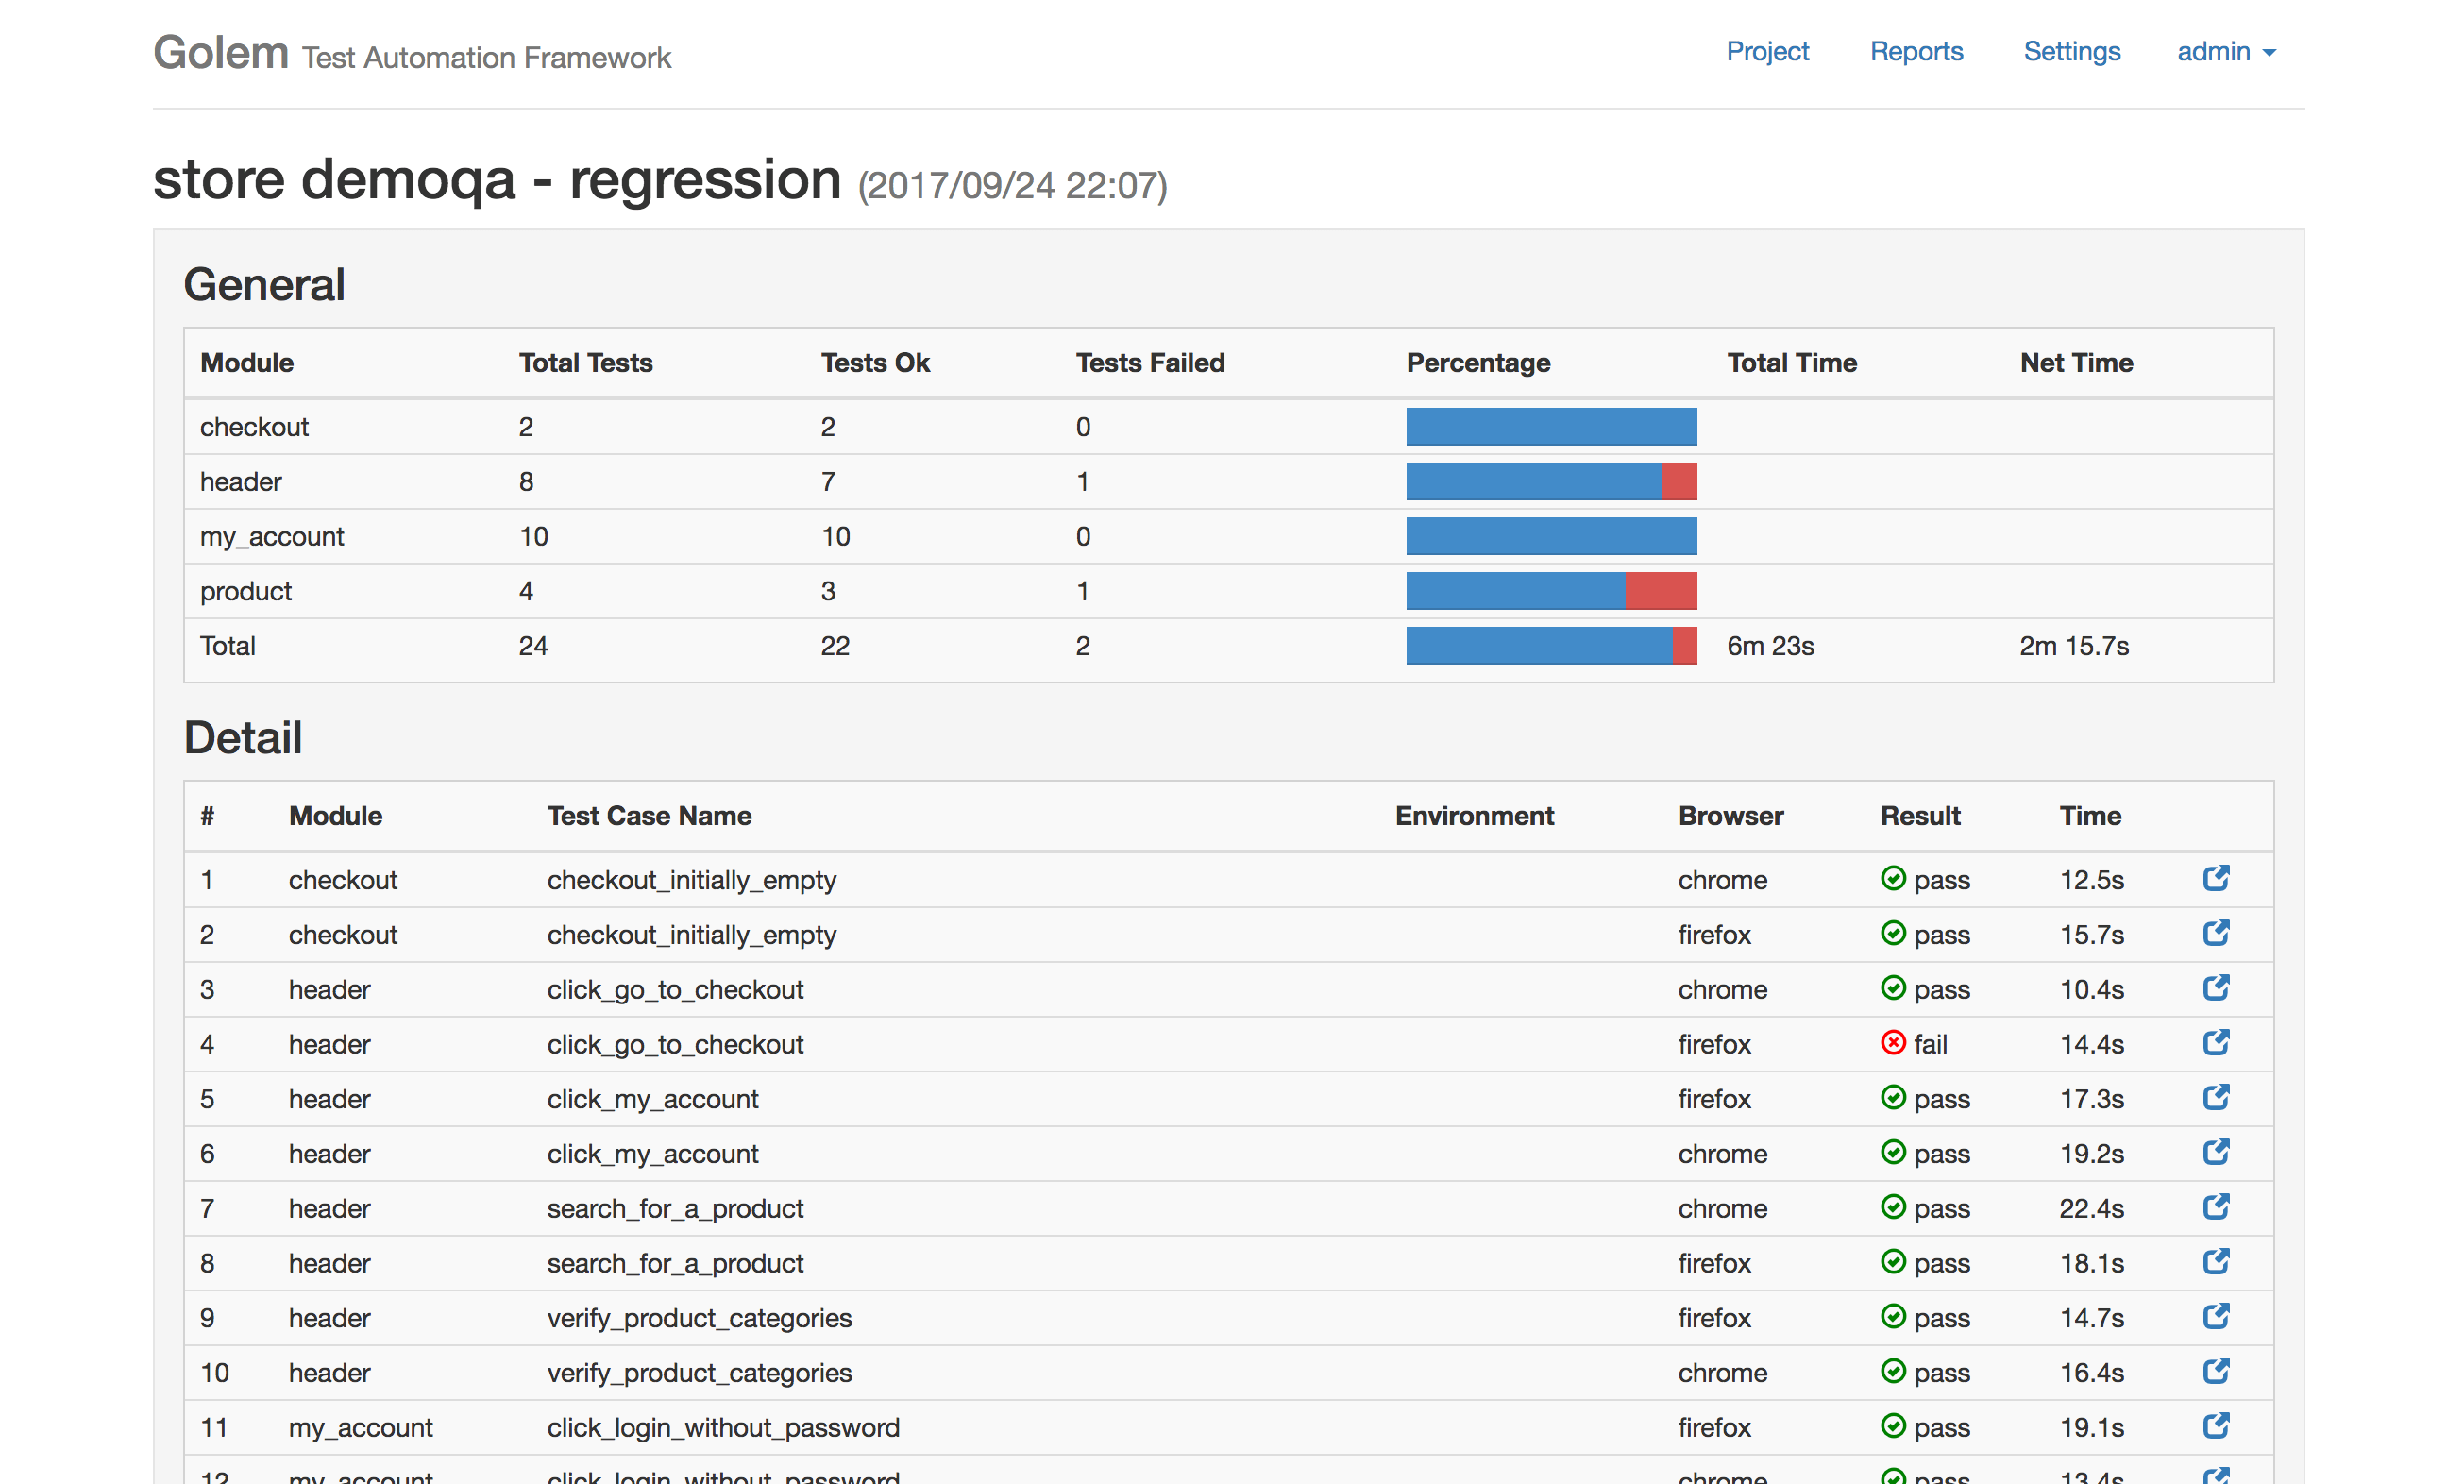 Golem Test Automation Framework Project Reports Settings admin
store demoqa - regression (2017/09/24 22:07)
General
Module Total Tests Tests Ok Tests Failed Percentage Total Time Net Time
checkout 2 2 0
header 8 7 1
my_account 10 10 0
product 4 3 1
Total 24 22 2 6m 23s 2m 15.7s
Detail
# Module Test Case Name Environment Browser Result Time
1 checkout checkout_initially_empty chrome pass 12.5s
2 checkout checkout_initially_empty firefox pass 15.7s
3 header click_go_to_checkout chrome pass 10.4s
4 header click_go_to_checkout firefox fail 14.4s
5 header click_my_account firefox pass 17.3s
6 header click_my_account chrome pass 19.2s
7 header search_for_a_product chrome pass 22.4s
8 header search_for_a_product firefox pass 18.1s
9 header verify_product_categories firefox pass 14.7s
10 header verify_product_categories chrome pass 16.4s
11 my_account click_login_without_password firefox pass 19.1s
12 my_account click_login_without_password chrome pass 13.4s